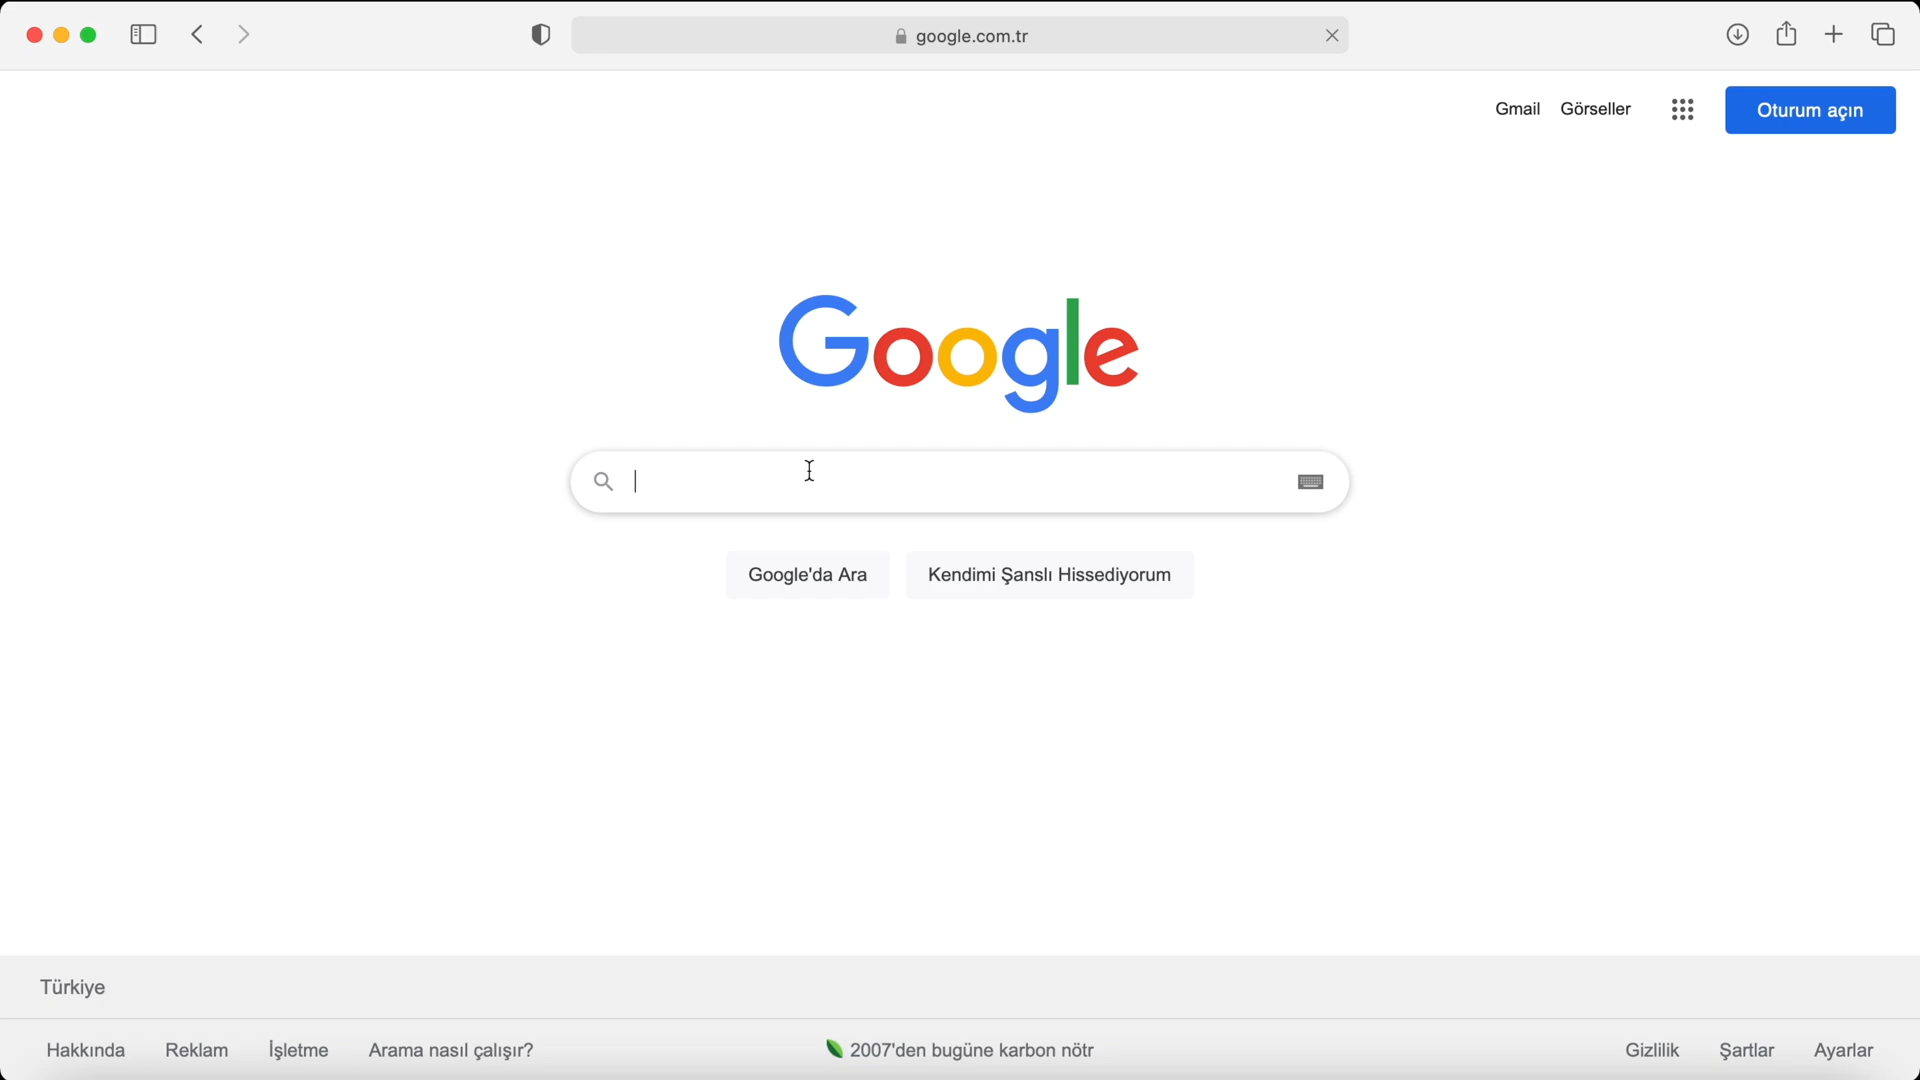 google.com.tr
Gmail Görseller Oturum açın
Google
Google'da Ara Kendimi Şanslı Hissediyorum
Türkiye
Hakkında Reklam İşletme Arama nasıl çalışır? 2007'den bugüne karbon nötr Gizlilik Şartlar Ayarlar